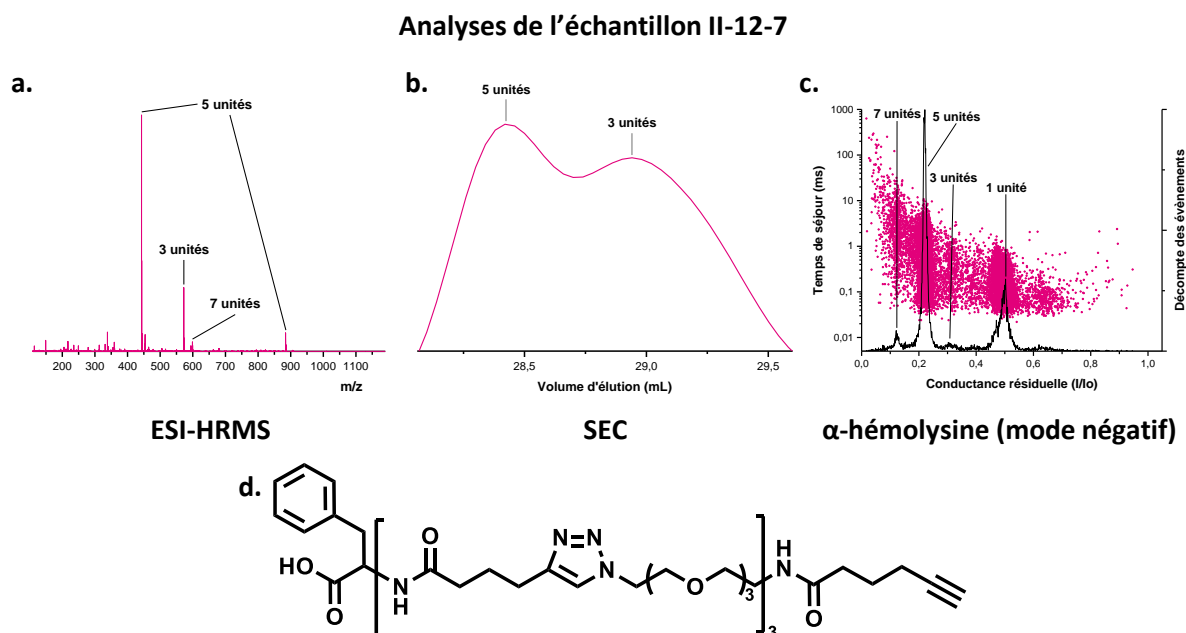 Analyses de l'échantillon II-12-7
a.
5 unités
3 unités
7 unités
100 200 300 400 500 600 700 800 900 1000 1100
m/z
ESI-HRMS
b.
5 unités
3 unités
28,5 29,0 29,5
Volume d'élution (mL)
SEC
c.
7 unités
5 unités
3 unités
1 unité
1000
100
10
1
0,1
0,01
Temps de séjour (ms)
Décompte des évènements
0,0 0,2 0,4 0,6 0,8 1,0
Conductance résiduelle (I/Io)
α-hémolysine (mode négatif)
d.
HO
O
N
H
O
N=N
N
O
3
3
H
N
O